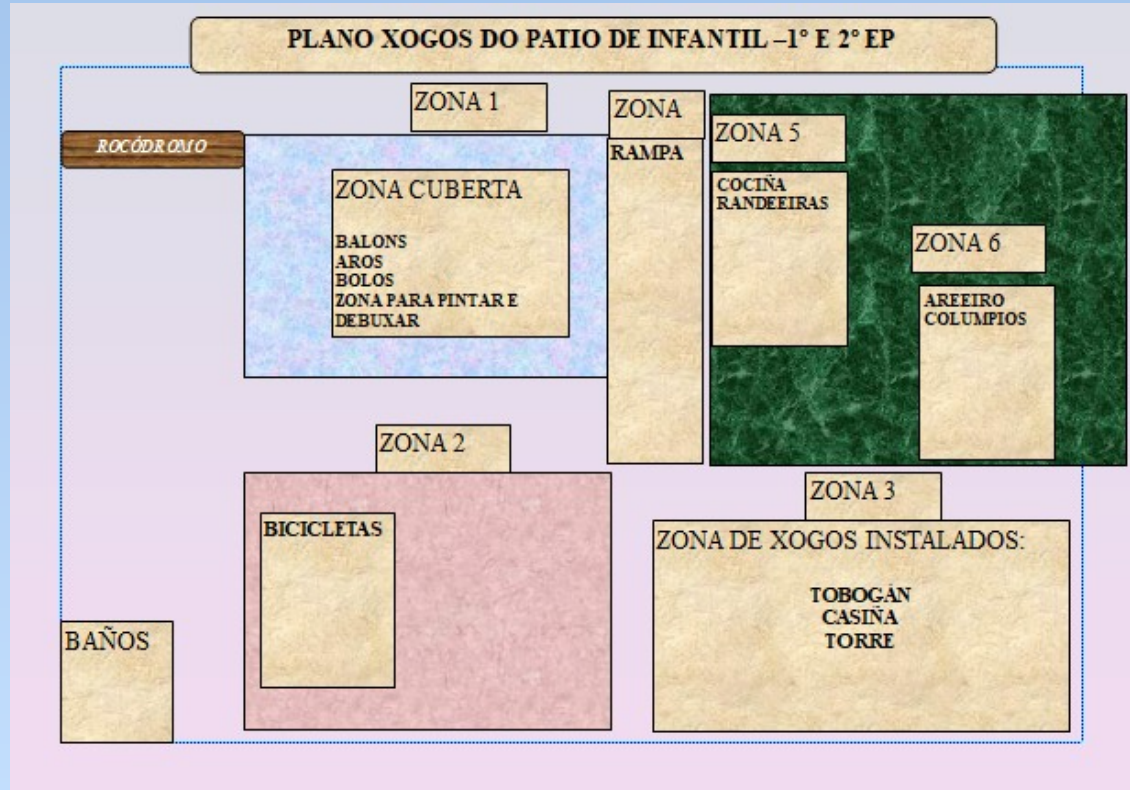 PLANO XOGOS DO PATIO DE INFANTIL –1º E 2º EP
ZONA 1
ROCÓDROMO
ZONA CUBERTA
BALONS
AROS
BOLOS
ZONA PARA PINTAR E
DEBUXAR
ZONA
RAMPA
ZONA 5
COCIÑA
RANDEEIRAS
ZONA 6
AREEIRO
COLUMPIOS
ZONA 2
BICICLETAS
ZONA 3
ZONA DE XOGOS INSTALADOS:
TOBOGÁN
CASIÑA
TORRE
BAÑOS